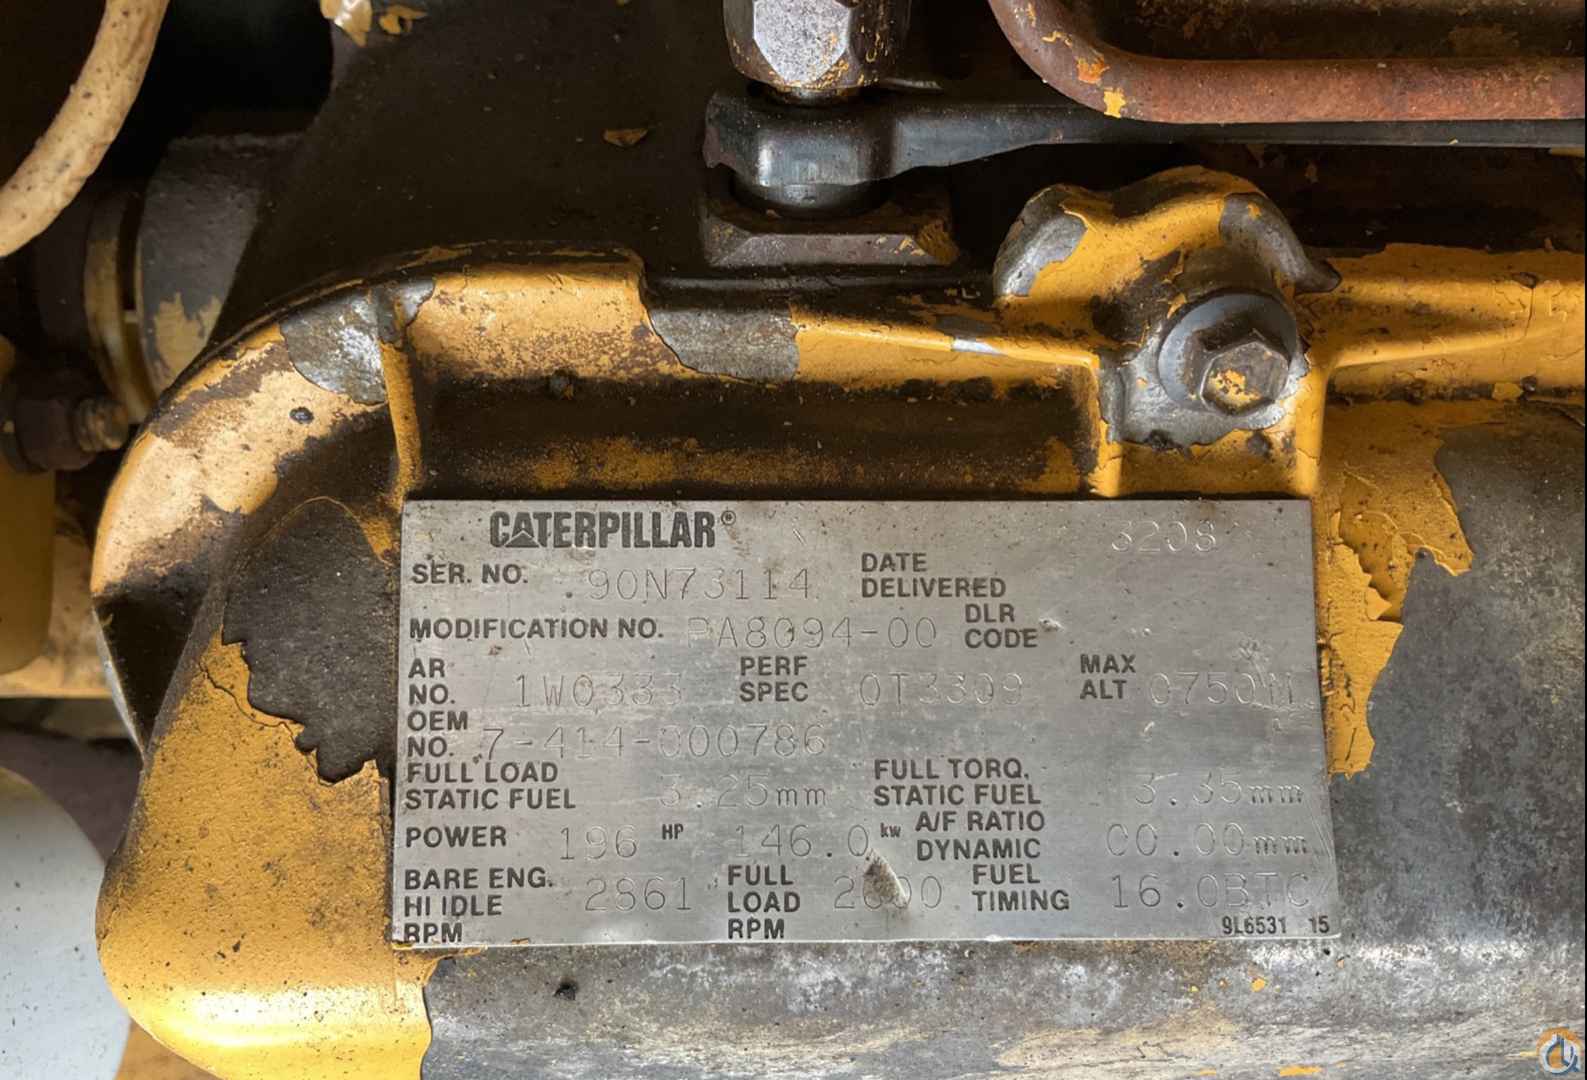 CATERPILLAR® 3208
SER. NO. 90N73114 DATE DELIVERED
MODIFICATION NO. PA8094-00 DLR CODE
AR NO. 1W0333 PERF SPEC 0T3309 MAX ALT 0750M
OEM NO. 7-414-000786
FULL LOAD STATIC FUEL 3.25mm FULL TORQ. STATIC FUEL 3.35mm
POWER 196 HP 146.0 kw A/F RATIO DYNAMIC 00.00mm
BARE ENG. HI IDLE RPM 2861 FULL LOAD RPM FUEL TIMING 16.0BTC
9L6531 15